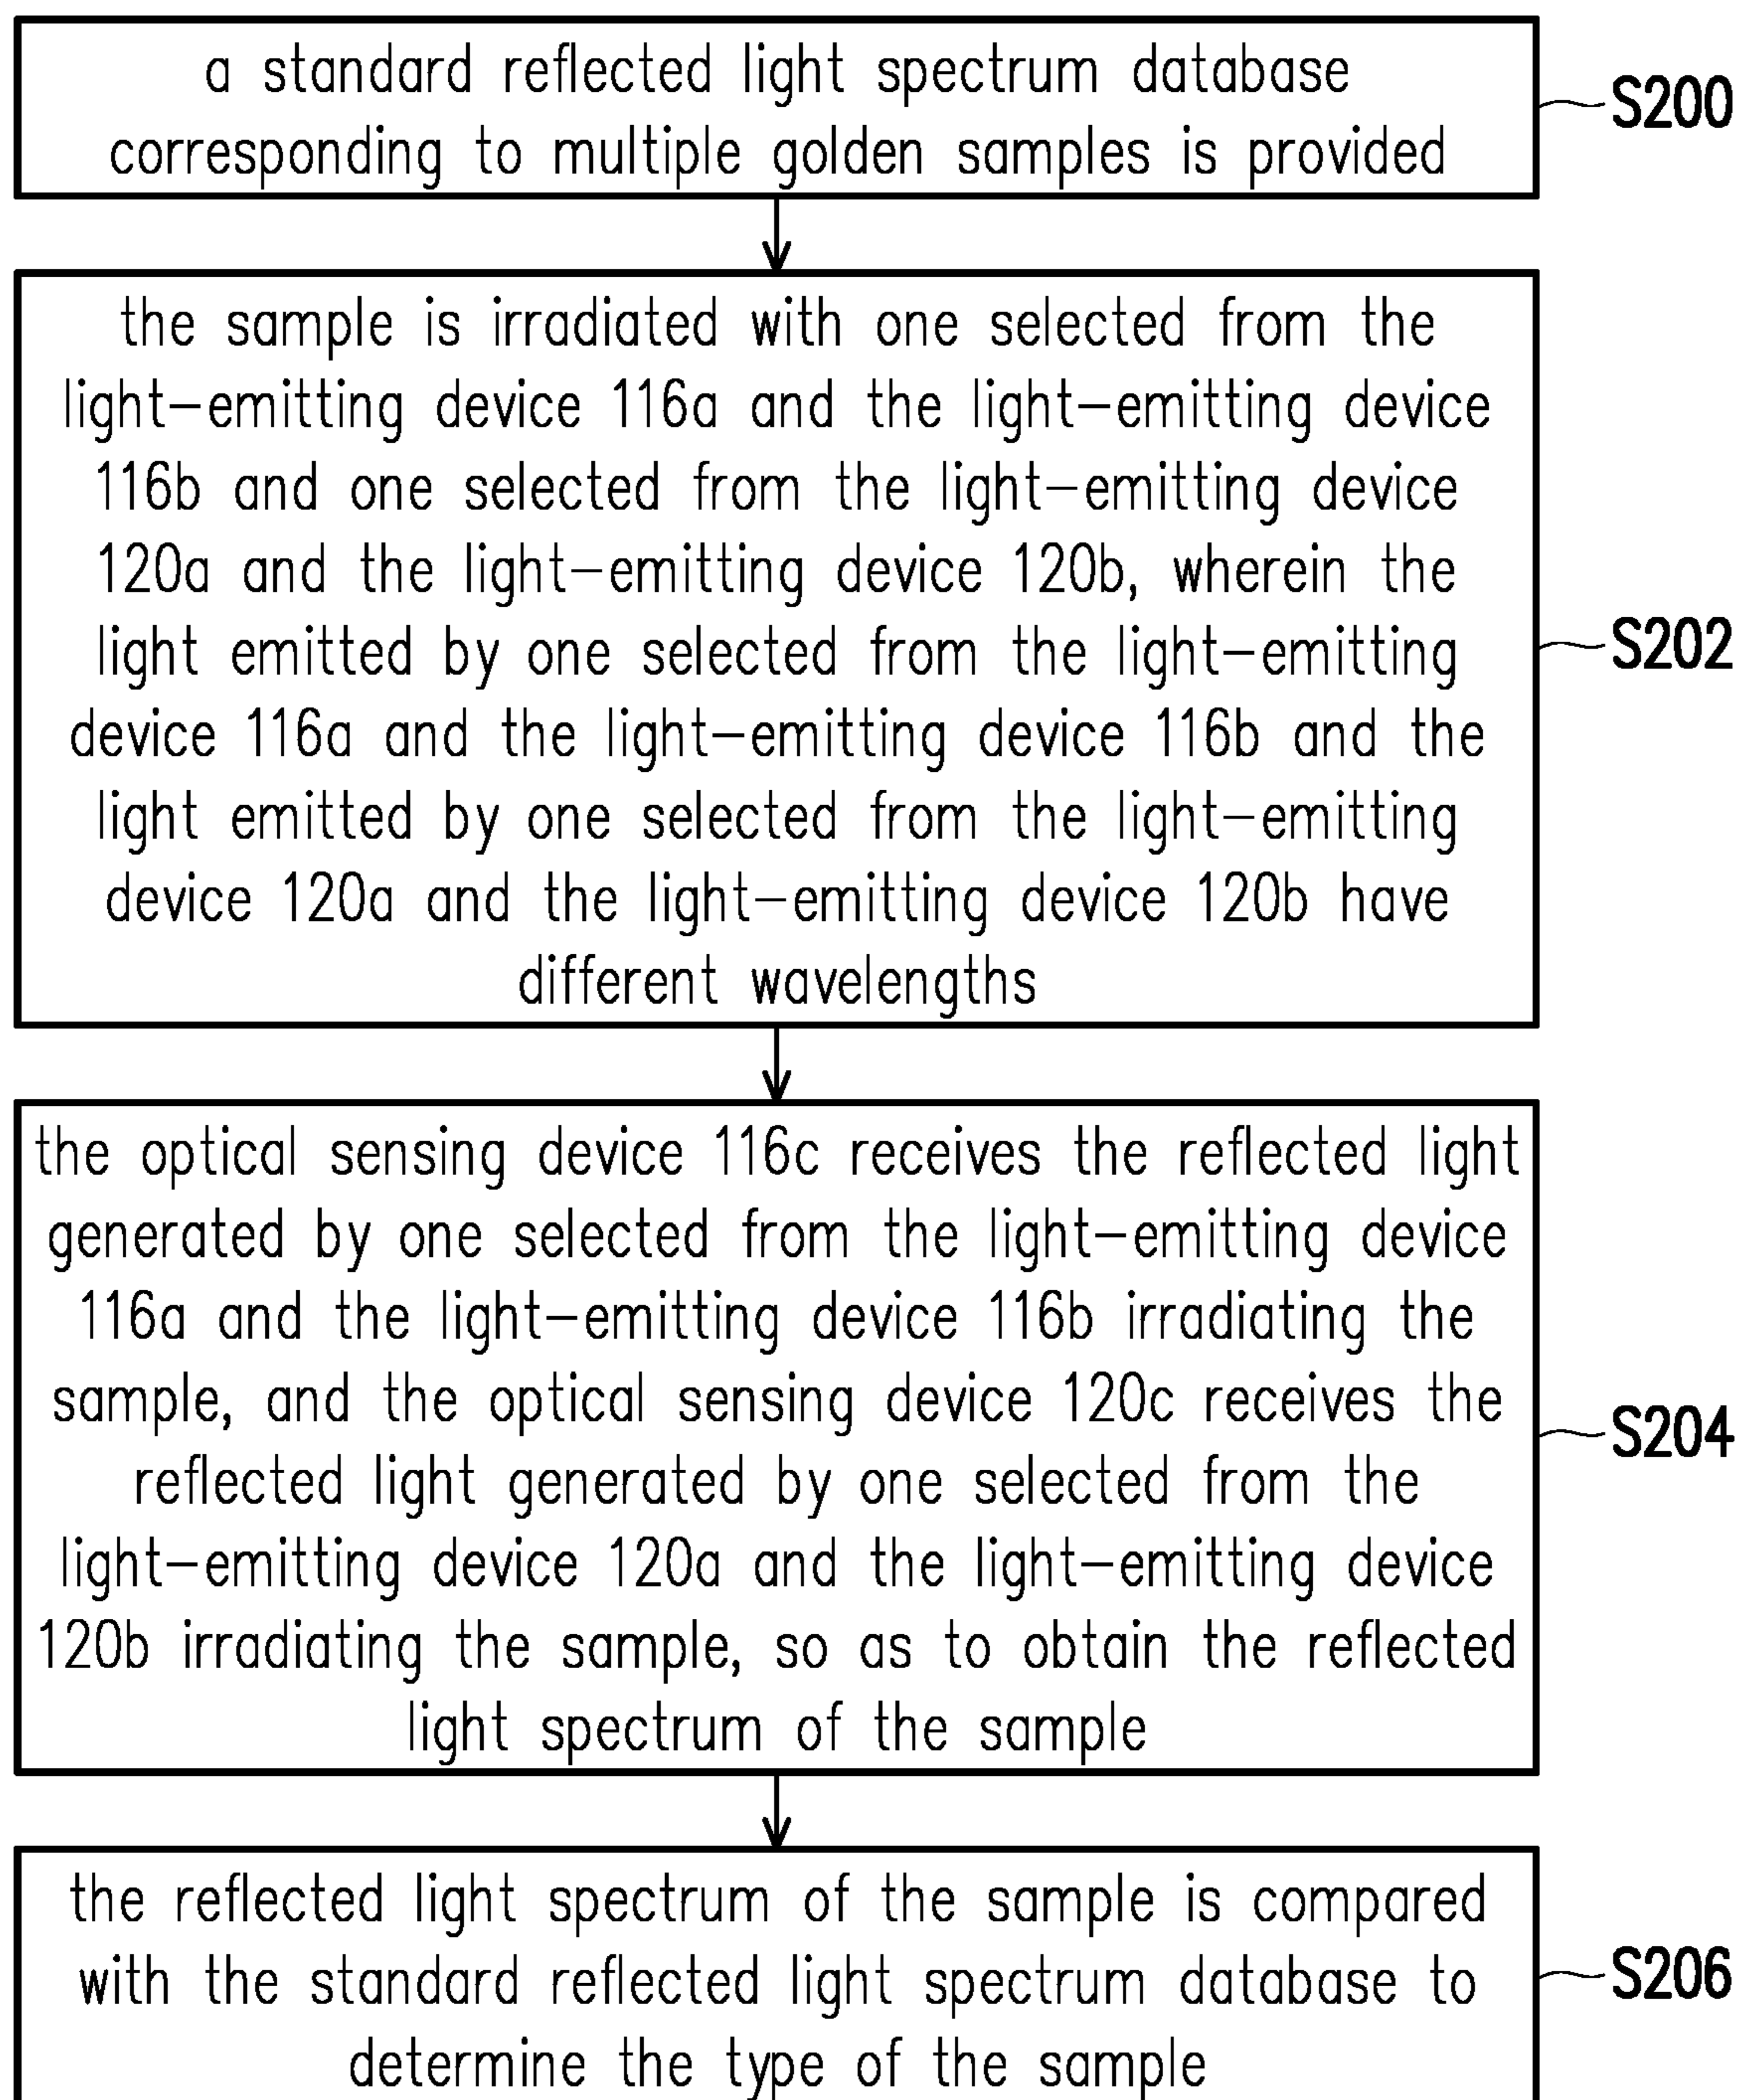 a standard reflected light spectrum database
corresponding to multiple golden samples is provided
S200
the sample is irradiated with one selected from the
light-emitting device 116a and the light-emitting device
116b and one selected from the light-emitting device
120a and the light-emitting device 120b, wherein the
light emitted by one selected from the light-emitting
device 116a and the light-emitting device 116b and the
light emitted by one selected from the light-emitting
device 120a and the light-emitting device 120b have
different wavelengths
S202
the optical sensing device 116c receives the reflected light
generated by one selected from the light-emitting device
116a and the light-emitting device 116b irradiating the
sample, and the optical sensing device 120c receives the
reflected light generated by one selected from the
light-emitting device 120a and the light-emitting device
120b irradiating the sample, so as to obtain the reflected
light spectrum of the sample
S204
the reflected light spectrum of the sample is compared
with the standard reflected light spectrum database to
determine the type of the sample
S206